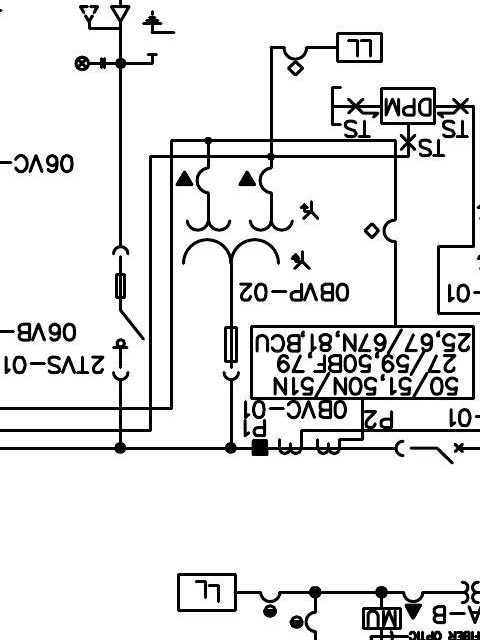 FIBER OPTIC
A-B
MU
LL
P2
P1
-01
0BVC-01
50/51,50N/51N
27/59,50BF,79
25,67/67N,81,BCU
2TVS-01
06VB-
-01
0BVP-02
06VC-
TS
TS
TS
DPM
LL